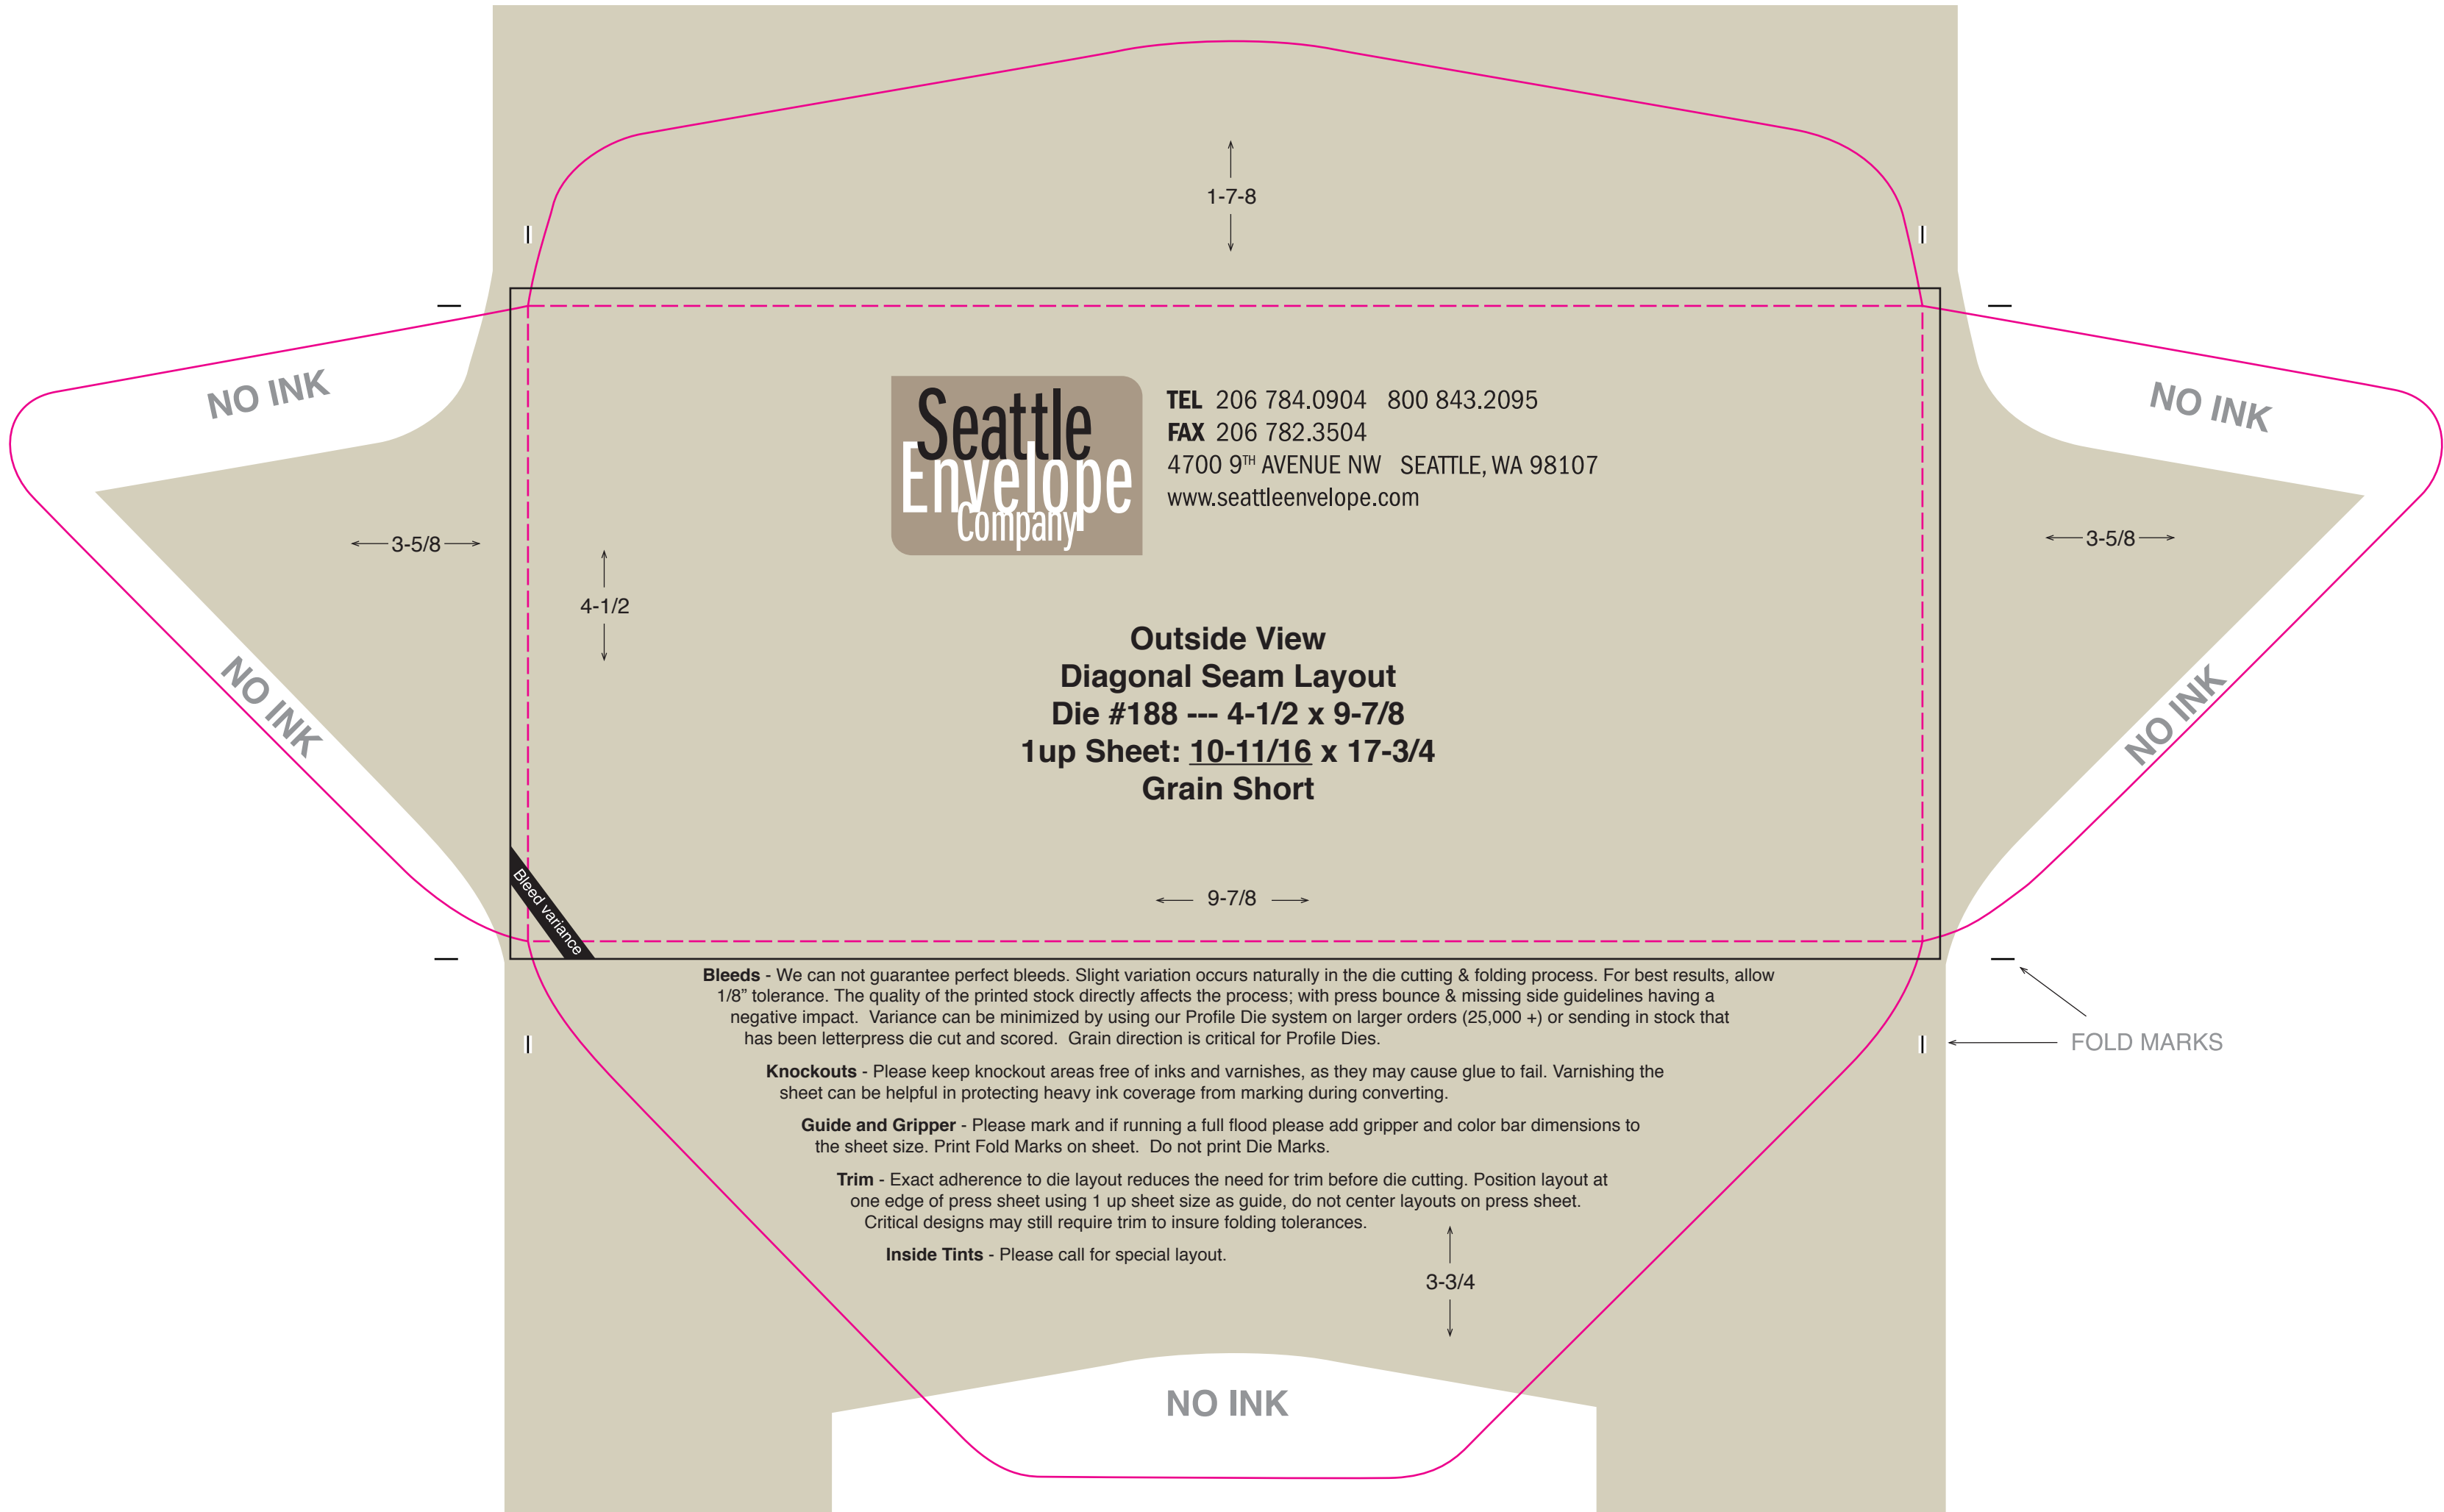 1-7-8
NO INK
NO INK
Seattle
Envelope
Company
TEL 206 784.0904 800 843.2095
FAX 206 782.3504
4700 9TH AVENUE NW SEATTLE, WA 98107
www.seattleenvelope.com
3-5/8
3-5/8
4-1/2
Outside View
Diagonal Seam Layout
Die #188 --- 4-1/2 x 9-7/8
1up Sheet: 10-11/16 x 17-3/4
Grain Short
NO INK
NO INK
9-7/8
Bleed variance
Bleeds - We can not guarantee perfect bleeds. Slight variation occurs naturally in the die cutting & folding process. For best results, allow
1/8” tolerance. The quality of the printed stock directly affects the process; with press bounce & missing side guidelines having a
negative impact. Variance can be minimized by using our Profile Die system on larger orders (25,000 +) or sending in stock that
has been letterpress die cut and scored. Grain direction is critical for Profile Dies.
FOLD MARKS
Knockouts - Please keep knockout areas free of inks and varnishes, as they may cause glue to fail. Varnishing the
sheet can be helpful in protecting heavy ink coverage from marking during converting.
Guide and Gripper - Please mark and if running a full flood please add gripper and color bar dimensions to
the sheet size. Print Fold Marks on sheet. Do not print Die Marks.
Trim - Exact adherence to die layout reduces the need for trim before die cutting. Position layout at
one edge of press sheet using 1 up sheet size as guide, do not center layouts on press sheet.
Critical designs may still require trim to insure folding tolerances.
Inside Tints - Please call for special layout.
3-3/4
NO INK